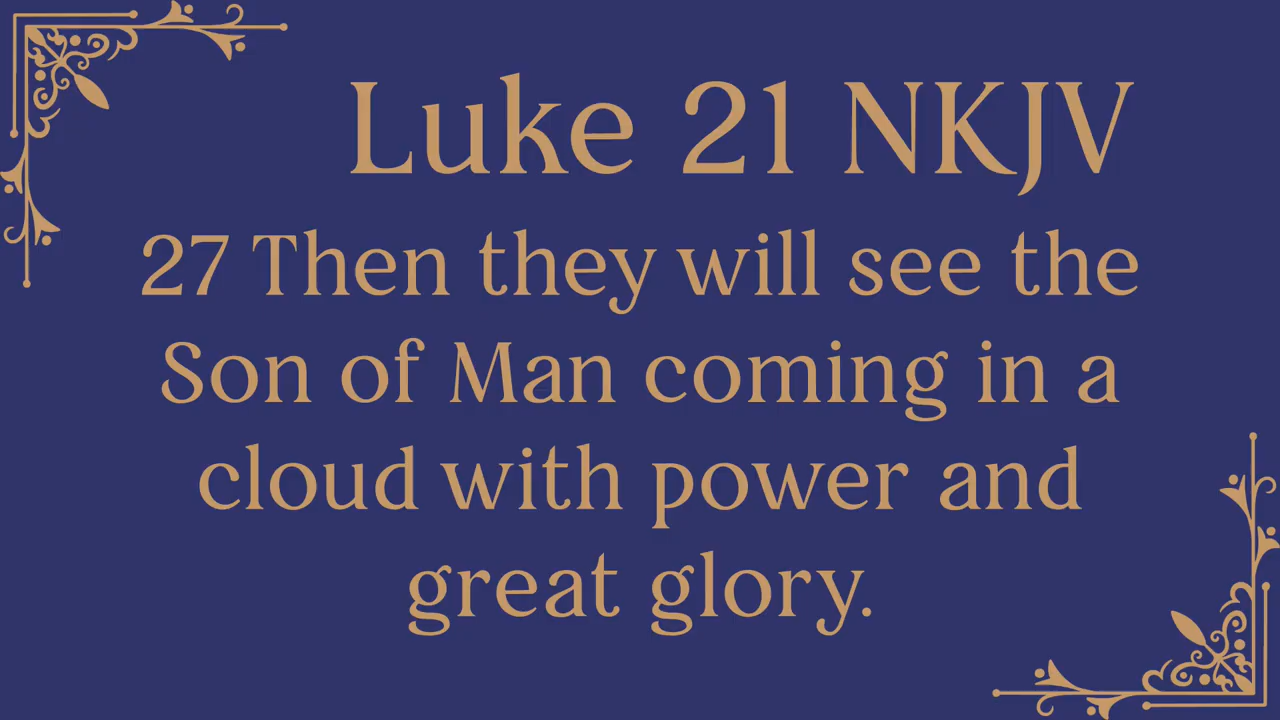 Luke 21 NKJV
27 Then they will see the
Son of Man coming in a
cloud with power and
great glory.